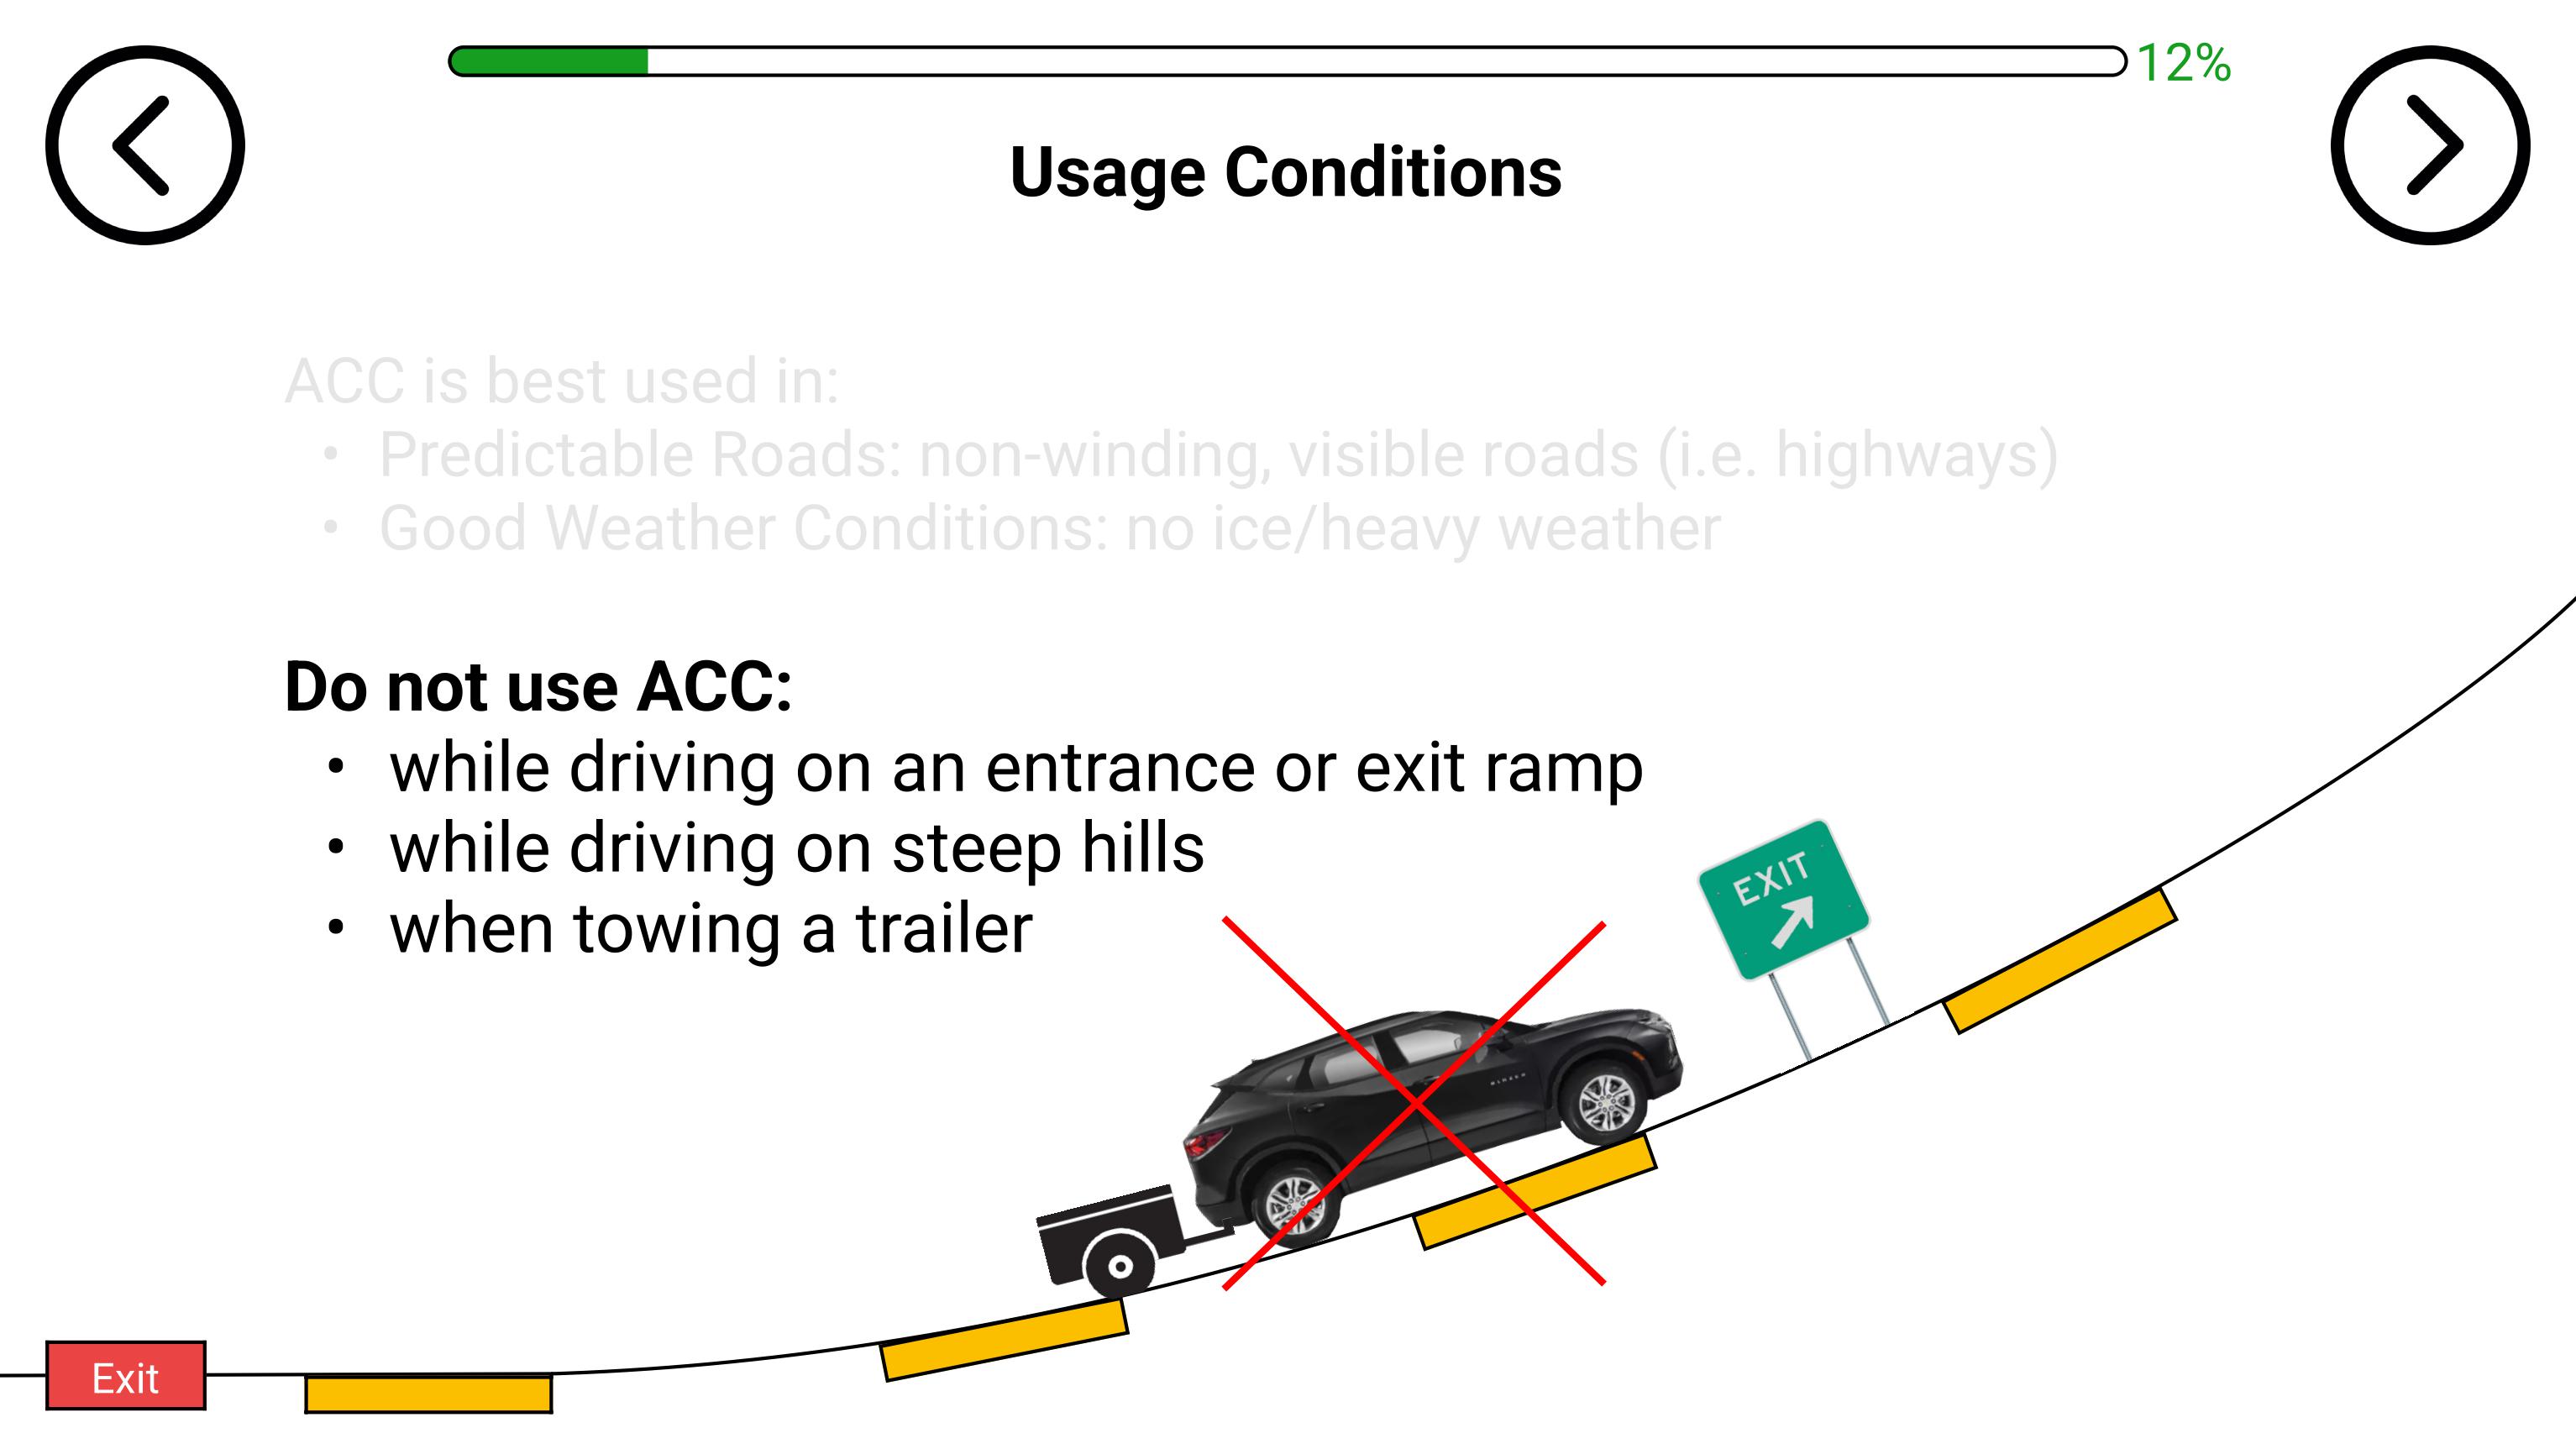 12%
Usage Conditions
ACC is best used in:
• Predictable Roads: non-winding, visible roads (i.e. highways)
• Good Weather Conditions: no ice/heavy weather
Do not use ACC:
• while driving on an entrance or exit ramp
• while driving on steep hills
• when towing a trailer
EXIT
BLAZER
Exit